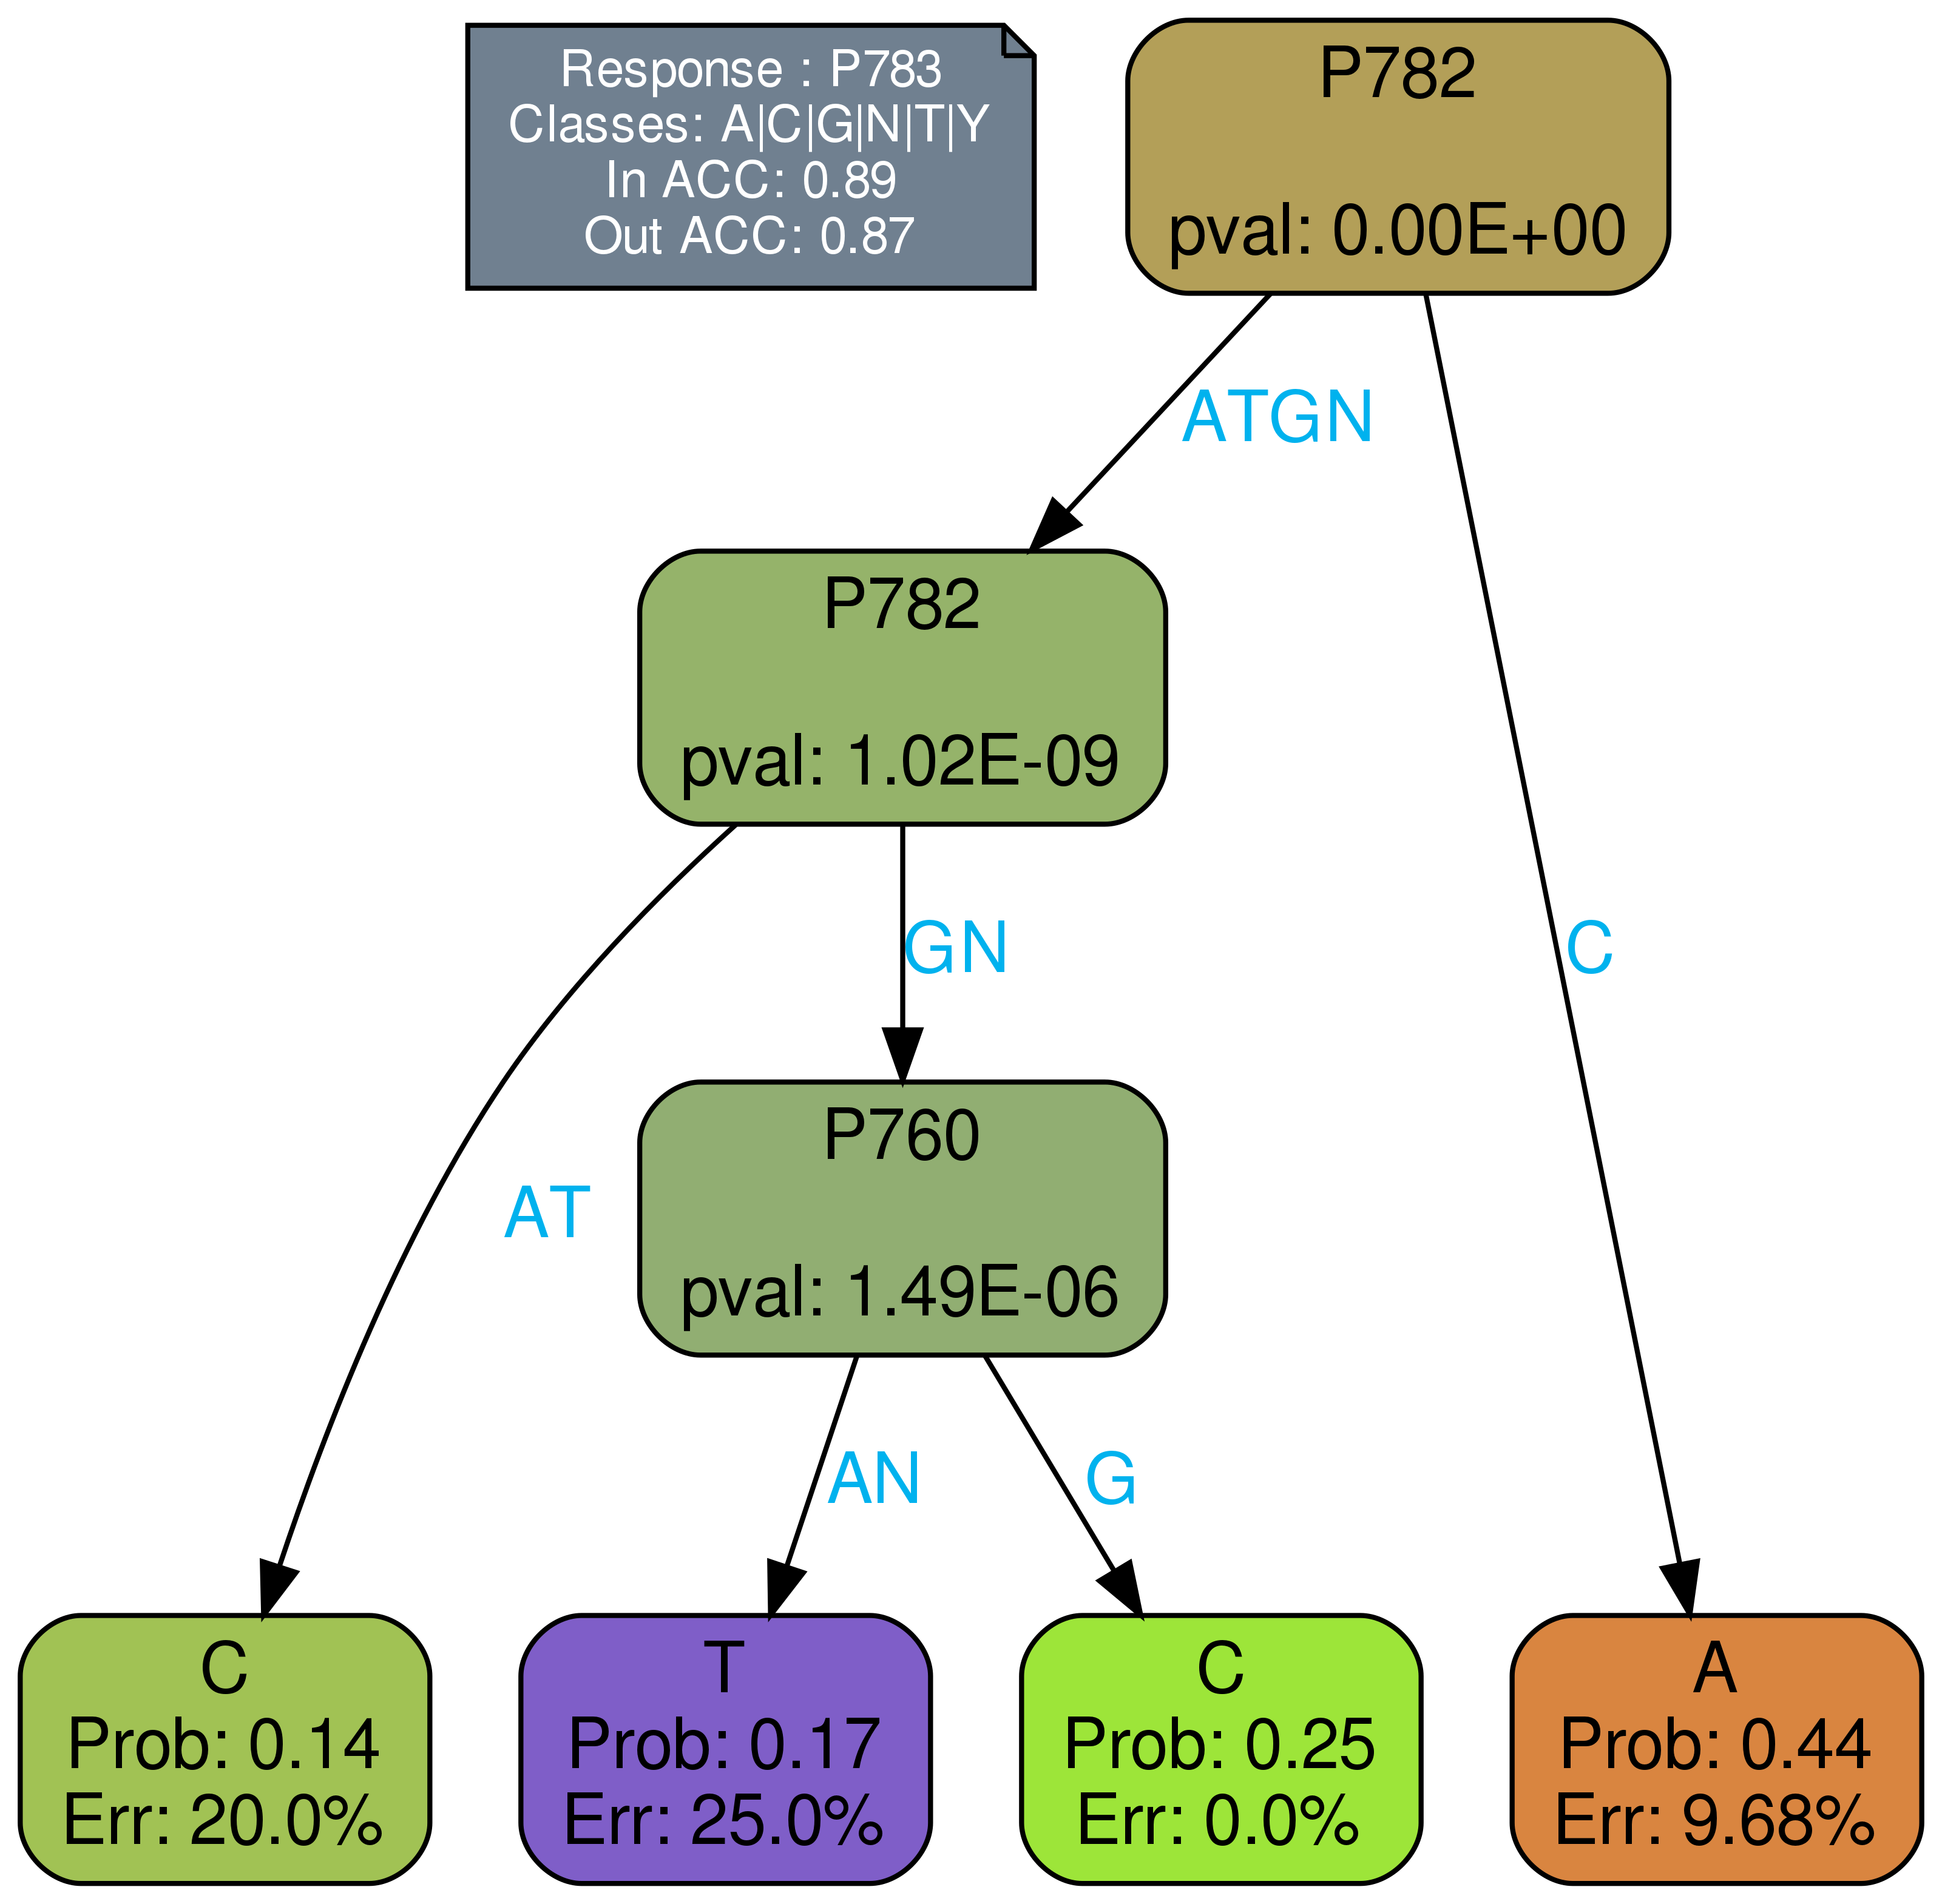 Response : P783
Classes: A|C|G|N|T|Y
In ACC: 0.89
Out ACC: 0.87
P782
pval: 0.00E+00
ATGN
P782
pval: 1.02E-09
GN
C
P760
pval: 1.49E-06
AT
AN
G
C
Prob: 0.14
Err: 20.0%
T
Prob: 0.17
Err: 25.0%
C
Prob: 0.25
Err: 0.0%
A
Prob: 0.44
Err: 9.68%